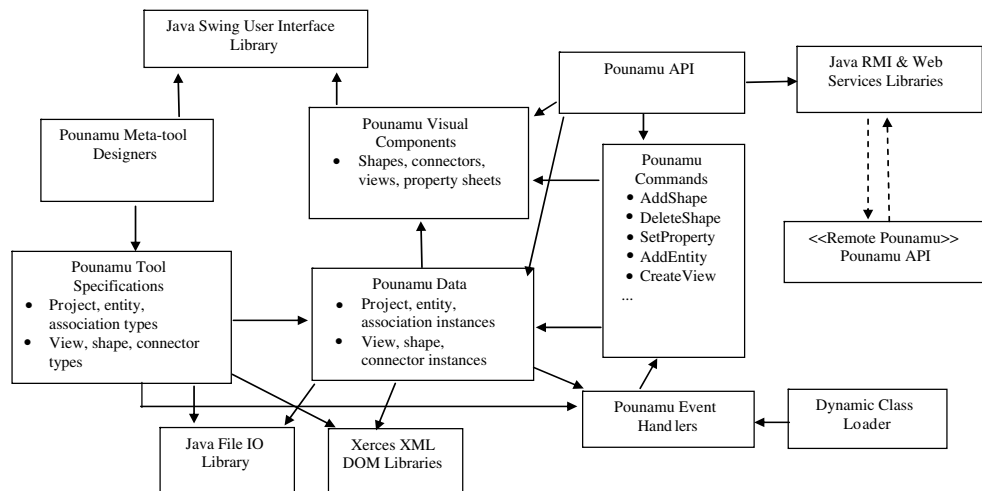 Java Swing User Interface
Library
Pounamu API
Java RMI & Web
Services Libraries
Pounamu Meta-tool
Designers
Pounamu Visual
Components
• Shapes, connectors,
views, property sheets
Pounamu
Commands
• AddShape
• DeleteShape
• SetProperty
• AddEntity
• CreateView
...
<<Remote Pounamu>>
Pounamu API
Pounamu Tool
Specifications
• Project, entity,
association types
• View, shape, connector
types
Pounamu Data
• Project, entity,
association instances
• View, shape,
connector instances
Pounamu Event
Handlers
Dynamic Class
Loader
Java File IO
Library
Xerces XML
DOM Libraries